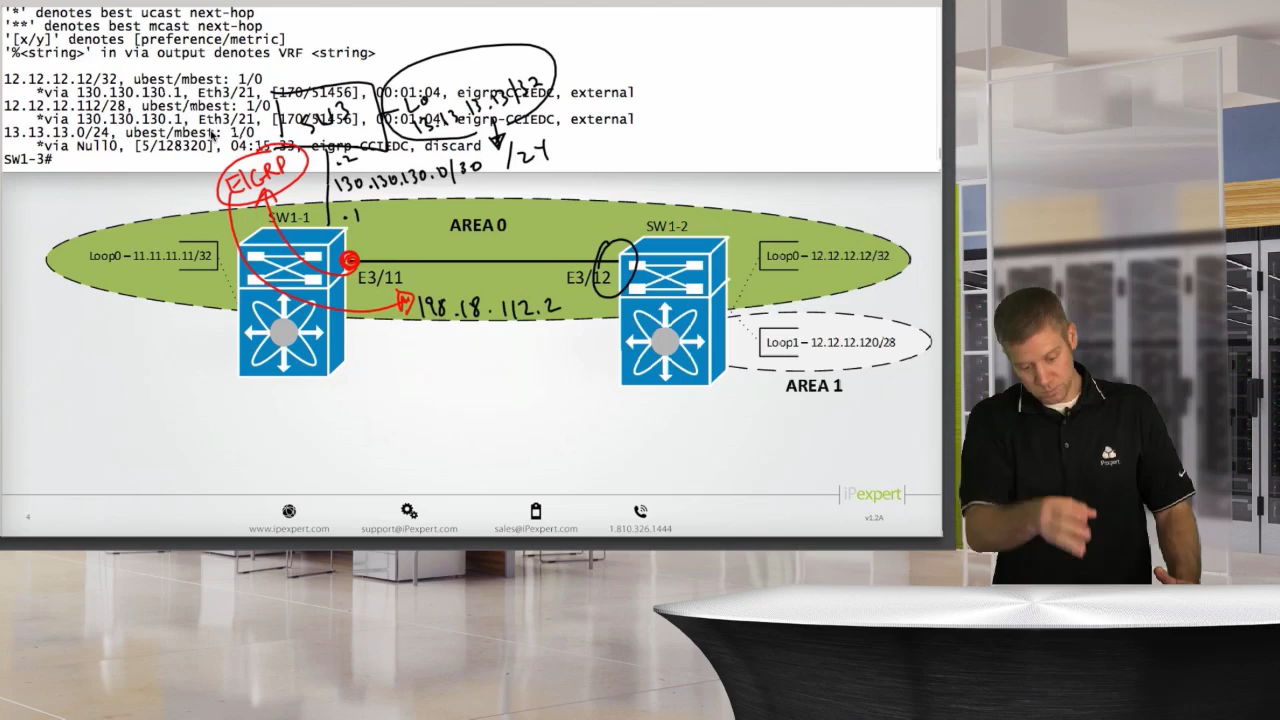 '*' denotes best ucast next-hop
'**' denotes best mcast next-hop
'[x/y]' denotes [preference/metric]
'%<string>' in via output denotes VRF <string>
12.12.12.12/32, ubest/mbest: 1/0
*via 130.130.130.1, Eth3/21, [170/51456], 00:01:04, eigrp-CCIEDC, external
12.12.12.112/28, ubest/mbest: 1/0
*via 130.130.130.1, Eth3/21, [170/51456], 00:01:04, eigrp-CCIEDC, external
13.13.13.0/24, ubest/mbest: 1/0
*via Null0, [5/128320], 04:15:33, eigrp-CCIEDC, discard
SW1-3#
Lo
13.13.13.13/32
/24
.2
130.130.130.0/30
.1
EIGRP
SW1-1
AREA 0
SW1-2
Loop0 – 11.11.11.11/32
Loop0 – 12.12.12.12/32
E3/11
E3/12
198.18.112.2
Loop1 – 12.12.12.120/28
AREA 1
iPexpert
iPexpert
v1.2A
4
www.ipexpert.com
support@iPexpert.com
sales@iPexpert.com
1.810.326.1444